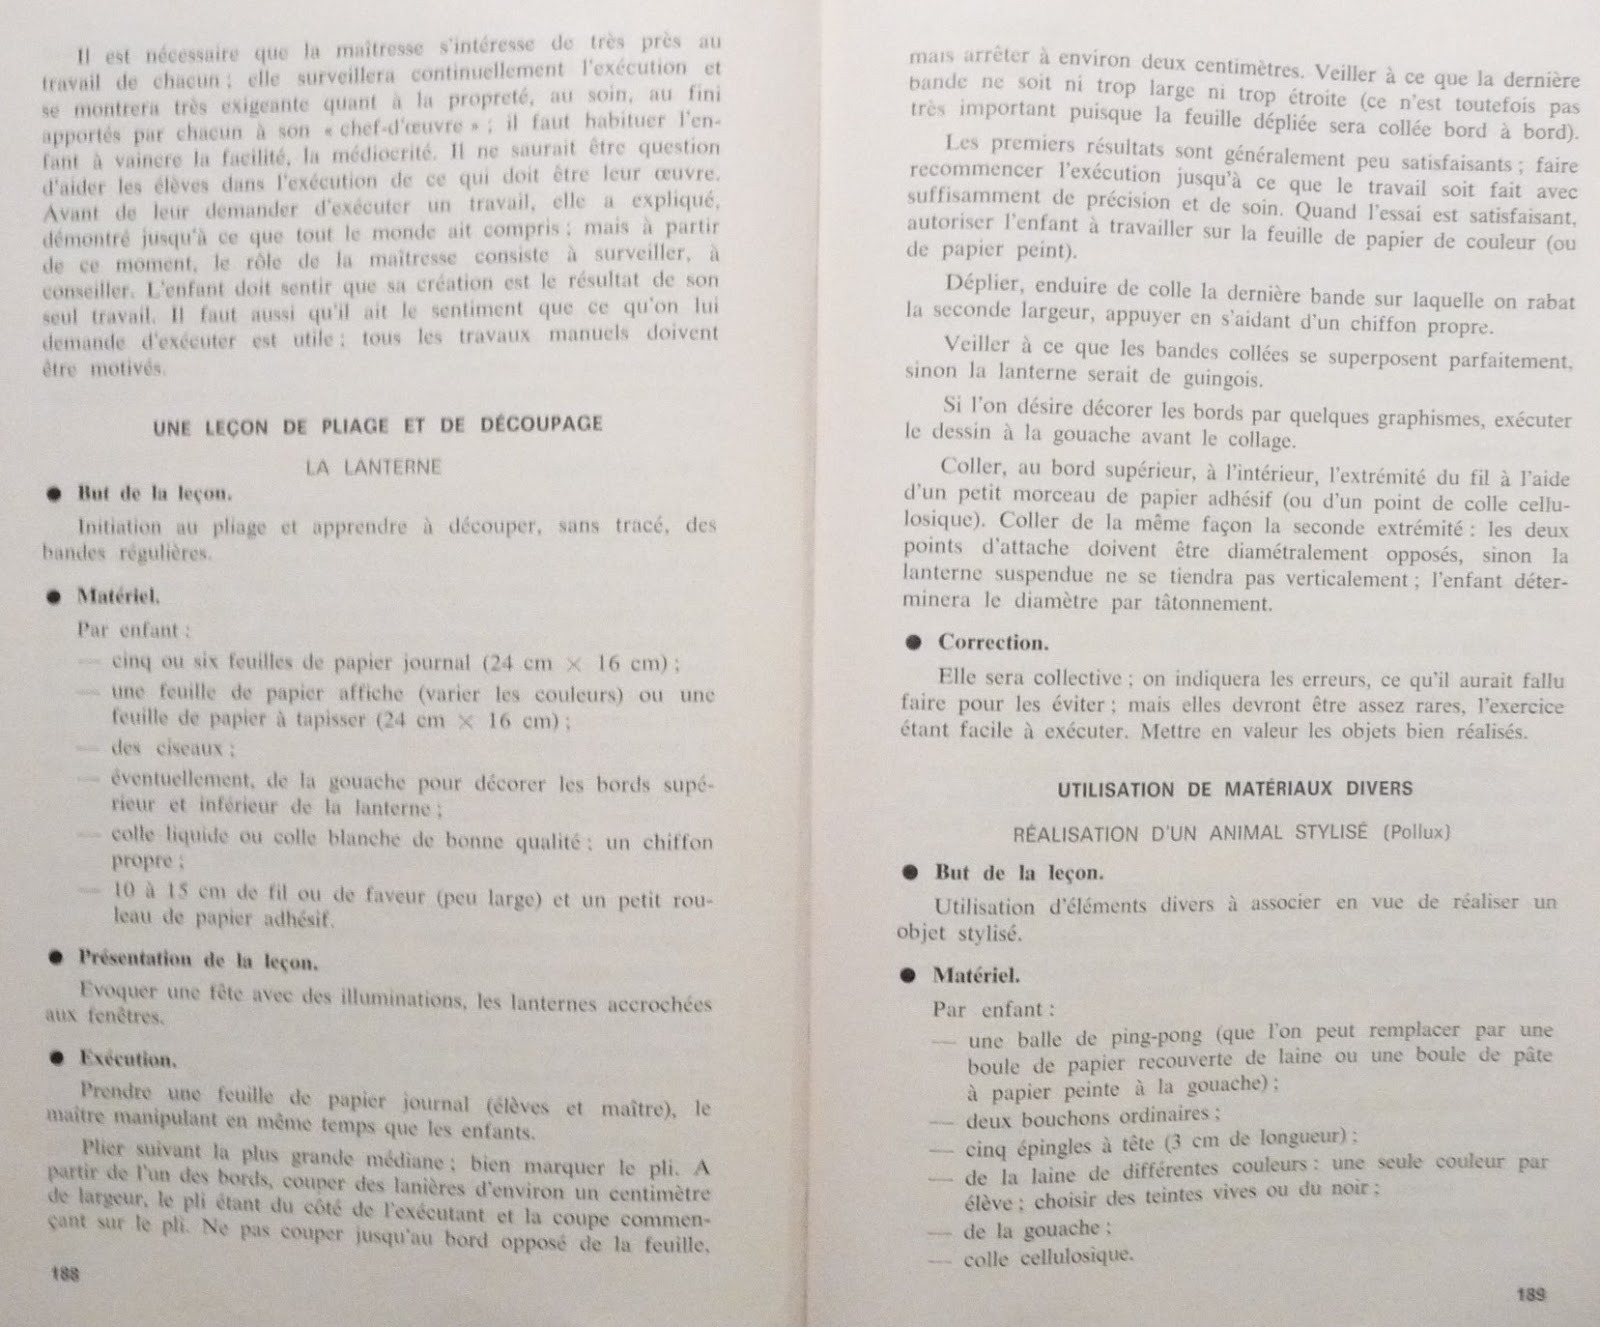 Il est nécessaire que la maîtresse s'intéresse de très près au
travail de chacun ; elle surveillera continuellement l'exécution et
se montrera très exigeante quant à la propreté, au soin, au fini
apportés par chacun à son « chef-d'œuvre » ; il faut habituer l'en-
fant à vaincre la facilité, la médiocrité. Il ne saurait être question
d'aider les élèves dans l'exécution de ce qui doit être leur œuvre.
Avant de leur demander d'exécuter un travail, elle a expliqué,
démontré jusqu'à ce que tout le monde ait compris ; mais à partir
de ce moment, le rôle de la maîtresse consiste à surveiller, à
conseiller. L'enfant doit sentir que sa création est le résultat de son
seul travail. Il faut aussi qu'il ait le sentiment que ce qu'on lui
demande d'exécuter est utile ; tous les travaux manuels doivent
être motivés.
UNE LEÇON DE PLIAGE ET DE DÉCOUPAGE
LA LANTERNE
● But de la leçon.
Initiation au pliage et apprendre à découper, sans tracé, des
bandes régulières.
● Matériel.
Par enfant :
— cinq ou six feuilles de papier journal (24 cm × 16 cm) ;
— une feuille de papier affiche (varier les couleurs) ou une
feuille de papier à tapisser (24 cm × 16 cm) ;
— des ciseaux ;
— éventuellement, de la gouache pour décorer les bords supé-
rieur et inférieur de la lanterne ;
— colle liquide ou colle blanche de bonne qualité ; un chiffon
propre ;
— 10 à 15 cm de fil ou de faveur (peu large) et un petit rou-
leau de papier adhésif.
● Présentation de la leçon.
Evoquer une fête avec des illuminations, les lanternes accrochées
aux fenêtres.
● Exécution.
Prendre une feuille de papier journal (élèves et maître), le
maître manipulant en même temps que les enfants.
Plier suivant la plus grande médiane ; bien marquer le pli. A
partir de l'un des bords, couper des lanières d'environ un centimètre
de largeur, le pli étant du côté de l'exécutant et la coupe commen-
çant sur le pli. Ne pas couper jusqu'au bord opposé de la feuille,
188
mais arrêter à environ deux centimètres. Veiller à ce que la dernière
bande ne soit ni trop large ni trop étroite (ce n'est toutefois pas
très important puisque la feuille dépliée sera collée bord à bord).
Les premiers résultats sont généralement peu satisfaisants ; faire
recommencer l'exécution jusqu'à ce que le travail soit fait avec
suffisamment de précision et de soin. Quand l'essai est satisfaisant,
autoriser l'enfant à travailler sur la feuille de papier de couleur (ou
de papier peint).
Déplier, enduire de colle la dernière bande sur laquelle on rabat
la seconde largeur, appuyer en s'aidant d'un chiffon propre.
Veiller à ce que les bandes collées se superposent parfaitement,
sinon la lanterne serait de guingois.
Si l'on désire décorer les bords par quelques graphismes, exécuter
le dessin à la gouache avant le collage.
Coller, au bord supérieur, à l'intérieur, l'extrémité du fil à l'aide
d'un petit morceau de papier adhésif (ou d'un point de colle cellu-
losique). Coller de la même façon la seconde extrémité : les deux
points d'attache doivent être diamétralement opposés, sinon la
lanterne suspendue ne se tiendra pas verticalement ; l'enfant déter-
minera le diamètre par tâtonnement.
● Correction.
Elle sera collective ; on indiquera les erreurs, ce qu'il aurait fallu
faire pour les éviter ; mais elles devront être assez rares, l'exercice
étant facile à exécuter. Mettre en valeur les objets bien réalisés.
UTILISATION DE MATÉRIAUX DIVERS
RÉALISATION D'UN ANIMAL STYLISÉ (Pollux)
● But de la leçon.
Utilisation d'éléments divers à associer en vue de réaliser un
objet stylisé.
● Matériel.
Par enfant :
— une balle de ping-pong (que l'on peut remplacer par une
boule de papier recouverte de laine ou une boule de pâte
à papier peinte à la gouache) ;
— deux bouchons ordinaires ;
— cinq épingles à tête (3 cm de longueur) ;
— de la laine de différentes couleurs : une seule couleur par
élève ; choisir des teintes vives ou du noir ;
— de la gouache ;
— colle cellulosique.
189